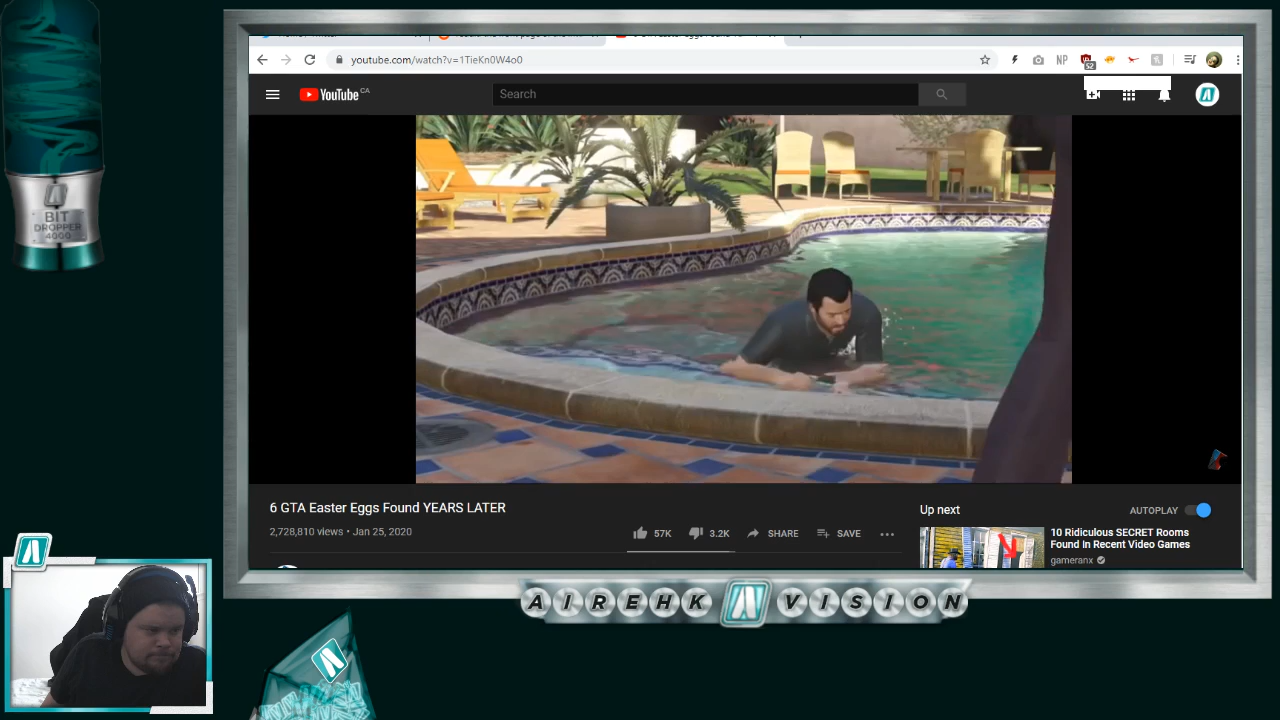 youtube.com/watch?v=1TieKn0W4o0
NP
52
YouTube CA
Search
BIT
DROPPER
4000
6 GTA Easter Eggs Found YEARS LATER
2,728,810 views • Jan 25, 2020
57K
3.2K
SHARE
SAVE
Up next
AUTOPLAY
10 Ridiculous SECRET Rooms
Found In Recent Video Games
gameranx
AIREHK VISION